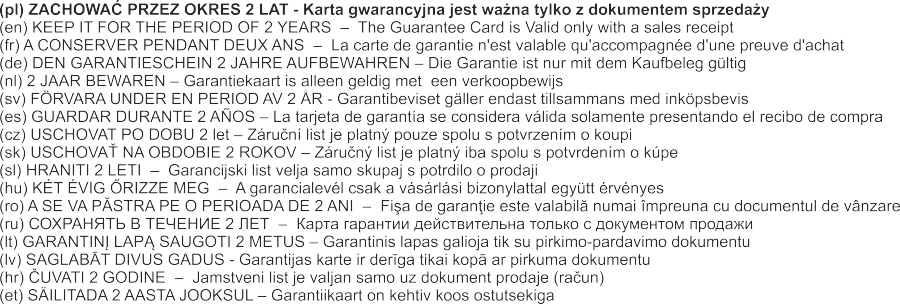 (pl) ZACHOWAĆ PRZEZ OKRES 2 LAT - Karta gwarancyjna jest ważna tylko z dokumentem sprzedaży
(en) KEEP IT FOR THE PERIOD OF 2 YEARS – The Guarantee Card is Valid only with a sales receipt
(fr) A CONSERVER PENDANT DEUX ANS – La carte de garantie n'est valable qu'accompagnée d'une preuve d'achat
(de) DEN GARANTIESCHEIN 2 JAHRE AUFBEWAHREN – Die Garantie ist nur mit dem Kaufbeleg gültig
(nl) 2 JAAR BEWAREN – Garantiekaart is alleen geldig met een verkoopbewijs
(sv) FÖRVARA UNDER EN PERIOD AV 2 ÅR - Garantibeviset gäller endast tillsammans med inköpsbevis
(es) GUARDAR DURANTE 2 AÑOS – La tarjeta de garantía se considera válida solamente presentando el recibo de compra
(cz) USCHOVAT PO DOBU 2 let – Záruční list je platný pouze spolu s potvrzením o koupi
(sk) USCHOVAŤ NA OBDOBIE 2 ROKOV – Záručný list je platný iba spolu s potvrdením o kúpe
(sl) HRANITI 2 LETI – Garancijski list velja samo skupaj s potrdilo o prodaji
(hu) KÉT ÉVIG ŐRIZZE MEG – A garancialevél csak a vásárlási bizonylattal együtt érvényes
(ro) A SE VA PĂSTRA PE O PERIOADA DE 2 ANI – Fişa de garanţie este valabilă numai împreuna cu documentul de vânzare
(ru) СОХРАНЯТЬ В ТЕЧЕНИЕ 2 ЛЕТ – Карта гарантии действительна только с документом продажи
(lt) GARANTINĮ LAPĄ SAUGOTI 2 METUS – Garantinis lapas galioja tik su pirkimo-pardavimo dokumentu
(lv) SAGLABĀT DIVUS GADUS - Garantijas karte ir derīga tikai kopā ar pirkuma dokumentu
(hr) ČUVATI 2 GODINE – Jamstveni list je valjan samo uz dokument prodaje (račun)
(et) SÄILITADA 2 AASTA JOOKSUL – Garantiikaart on kehtiv koos ostutsekiga